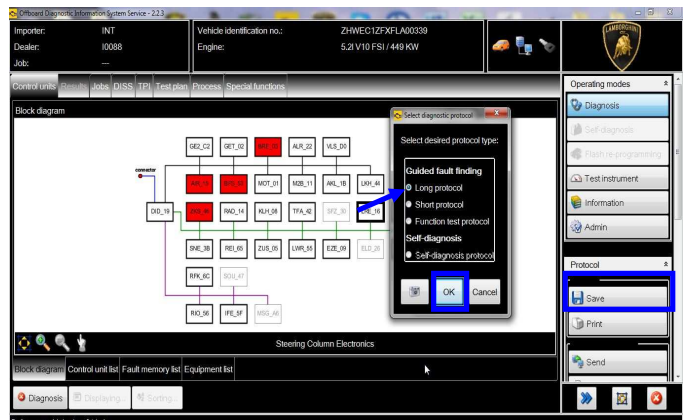 Offboard Diagnostic Information System Service - 2.2.3
Importer: INT
Dealer: I0088
Job: ---
Vehicle identification no.: ZHWEC1ZFXFLA00339
Engine: 5.2l V10 FSI / 449 KW
LAMBORGHINI
Control units Results Jobs DISS TPI Test plan Process Special functions
Block diagram
GE2_C2 GET_02 ALR_22 VLS_D0
connector
MOT_01 M2B_11 AKL_1B LKH_44
DID_19 RAD_14 KLH_08 TFA_42 SFZ_30
SNE_3B REI_65 ZUS_05 LWR_55 EZE_09 ELD_28
RFK_6C SOU_47
RIO_56 IFE_5F MSG_A6
Steering Column Electronics
Block diagram Control unit list Fault memory list Equipment list
Diagnosis Displaying... Sorting...
Select diagnostic protocol
Select desired protocol type:
Guided fault finding
Long protocol
Short protocol
Function test protocol
Self-diagnosis
Self-diagnosis protocol
OK Cancel
Operating modes
Diagnosis
Self-diagnosis
Flash re-programming
Test instrument
Information
Admin
Protocol
Save
Print
Send